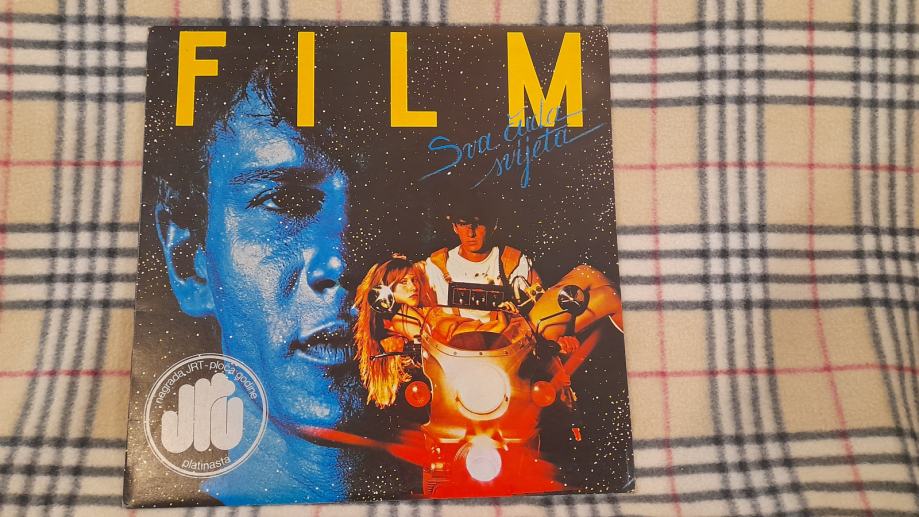 FILM
Sva čuda
svijeta
nagrada JRT-ploča godine
JRT
platinasta